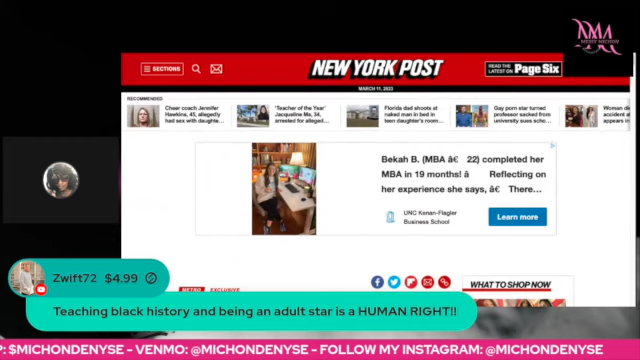 MESSY MICHON
SECTIONS
NEW YORK POST
READ THE
LATEST ON
Page Six
MARCH 11, 2023
RECOMMENDED
Cheer coach Jennifer
Hawkins, 45, allegedly
had sex with daughte...
'Teacher of the Year'
Jacqueline Ma, 34,
arrested for alleged...
Florida dad shoots at
naked man in bed in
teen daughter's room...
Gay porn star turned
professor sacked from
university sues scho...
Woman di
accident a
appears in
Bekah B. (MBA â€ 22) completed her
MBA in 19 months! â Reflecting on
her experience she says, â€ There...
UNC Kenan-Flagler
Business School
Learn more
Zwift72 $4.99
METRO EXCLUSIVE
WHAT TO SHOP NOW
Teaching black history and being an adult star is a HUMAN RIGHT!!
P: $MICHONDENYSE – VENMO: @MICHONDENYSE – FOLLOW MY INSTAGRAM: @MICHONDENYSE